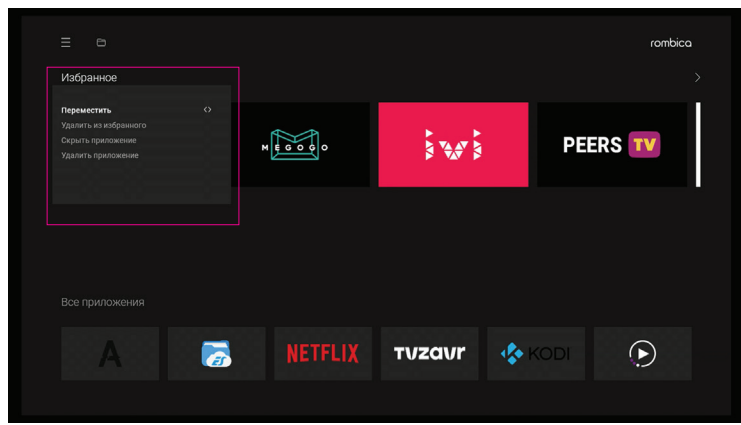 rombica
Избранное
Переместить
Удалить из избранного
Скрыть приложение
Удалить приложение
MEGOGO
ivi
PEERS TV
Все приложения
A
ES
NETFLIX
TVZAVR
KODI